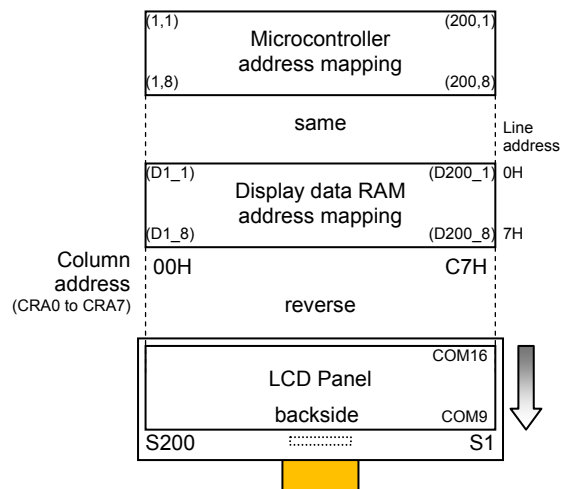 (1,1) (200,1)
Microcontroller
address mapping
(1,8) (200,8)
same
Line
address
(D1_1) (D200_1) 0H
Display data RAM
address mapping
(D1_8) (D200_8) 7H
Column
address
(CRA0 to CRA7)
00H C7H
reverse
COM16
LCD Panel
backside COM9
S200 S1